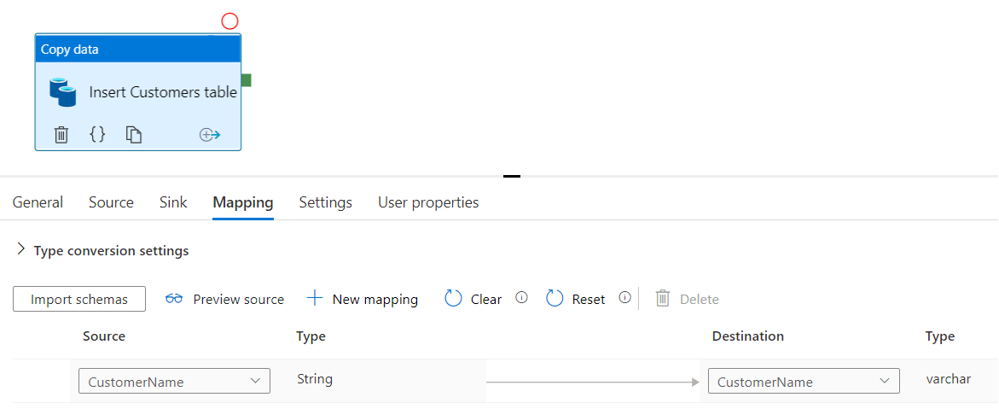 Copy data
Insert Customers table
General Source Sink Mapping Settings User properties
Type conversion settings
Import schemas Preview source New mapping Clear Reset Delete
Source Type Destination Type
CustomerName String CustomerName varchar